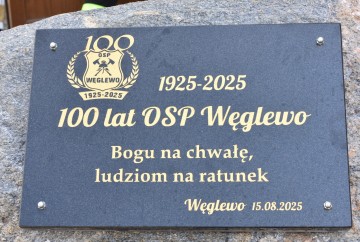 100
OSP
WĘGLEWO
1925-2025
1925-2025
100 lat OSP Węglewo
Bogu na chwałę,
ludziom na ratunek
Węglewo 15.08.2025